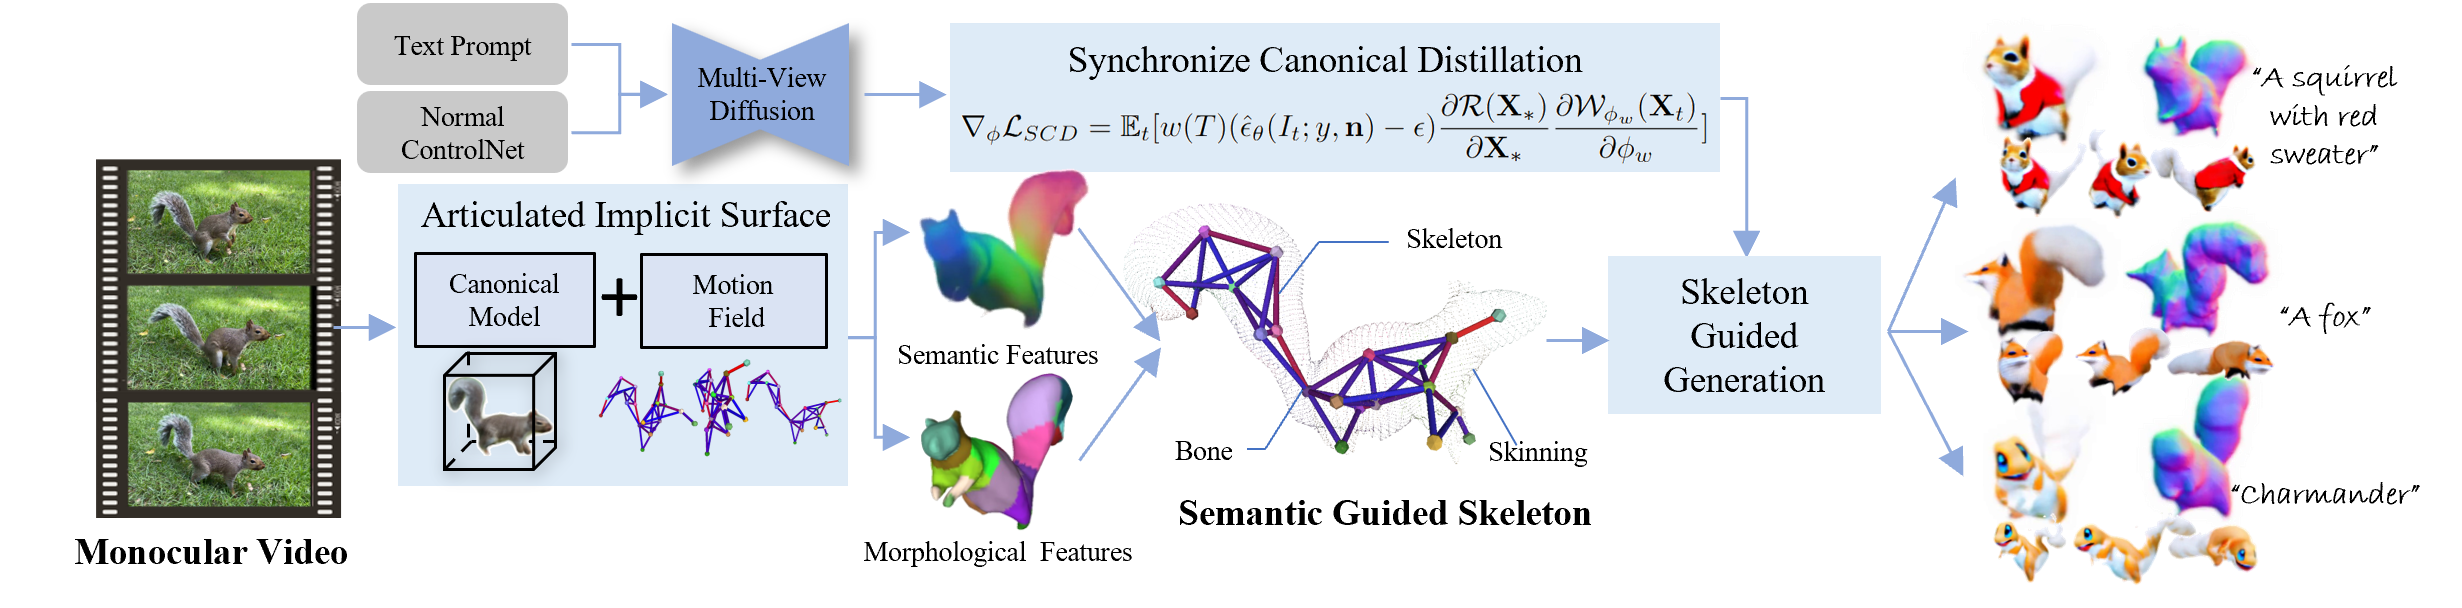 Text Prompt
Normal
ControlNet
Multi-View
Diffusion
Synchronize Canonical Distillation
$\nabla_\phi \mathcal{L}_{SCD} = \mathbb{E}_t[w(T)(\hat{\epsilon}_\theta(I_t; y, \mathbf{n}) - \epsilon)\frac{\partial \mathcal{R}(\mathbf{X}_*)}{\partial \mathbf{X}_*}\frac{\partial \mathcal{W}_{\phi_w}(\mathbf{X}_t)}{\partial \phi_w}]$
Monocular Video
Articulated Implicit Surface
Canonical
Model
+
Motion
Field
Semantic Features
Morphological Features
Skeleton
Bone
Skinning
Semantic Guided Skeleton
Skeleton
Guided
Generation
“A squirrel
with red
sweater”
“A fox”
“Charmander”